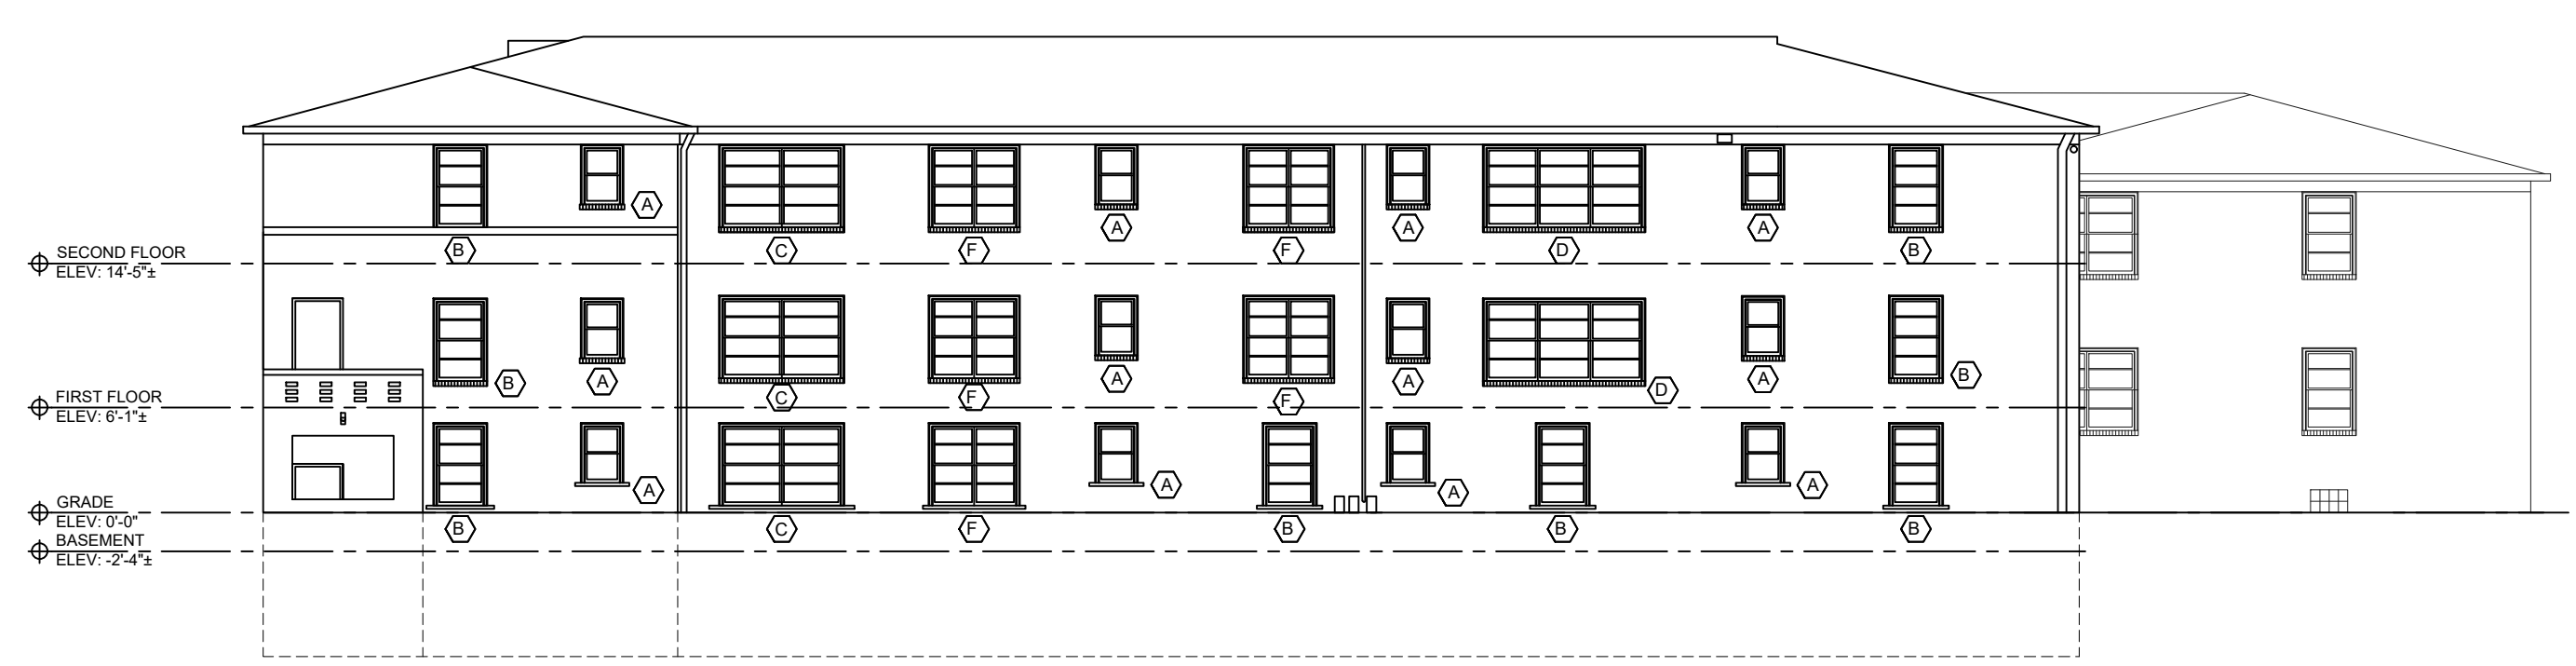 A
A
A
A
B
C
F
F
D
B
SECOND FLOOR
ELEV: 14'-5"±
A
A
A
A
B
B
C
F
F
D
FIRST FLOOR
ELEV: 6'-1"±
A
A
A
A
GRADE
ELEV: 0'-0"
B
C
F
B
B
B
BASEMENT
ELEV: -2'-4"±